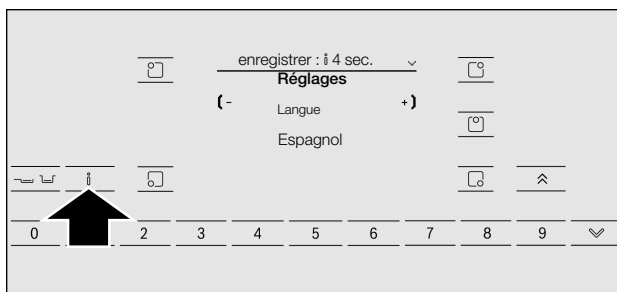 enregistrer : i 4 sec.
Réglages
(- Langue +)
Espagnol
i
0 2 3 4 5 6 7 8 9